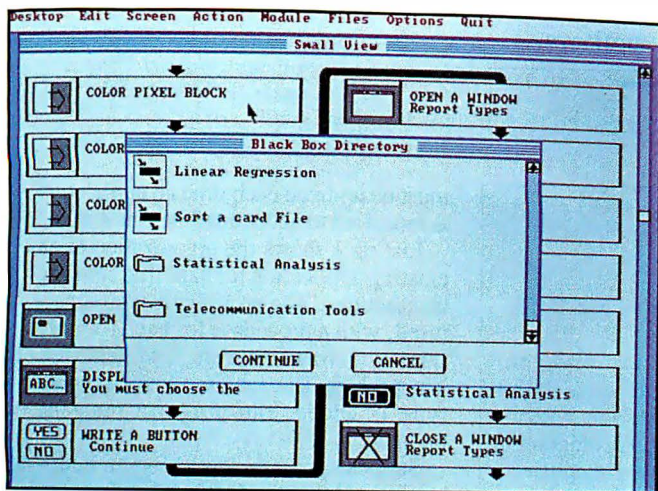 Desktop Edit Screen Action Module Files Options Quit
Small View
COLOR PIXEL BLOCK
COLOR
COLOR
COLOR
OPEN
ABC...
DISPL
You must choose the
YES
NO
WRITE A BUTTON
Continue
OPEN A WINDOW
Report Types
Black Box Directory
Linear Regression
Sort a card File
Statistical Analysis
Telecommunication Tools
CONTINUE
CANCEL
NO
Statistical Analysis
CLOSE A WINDOW
Report Types